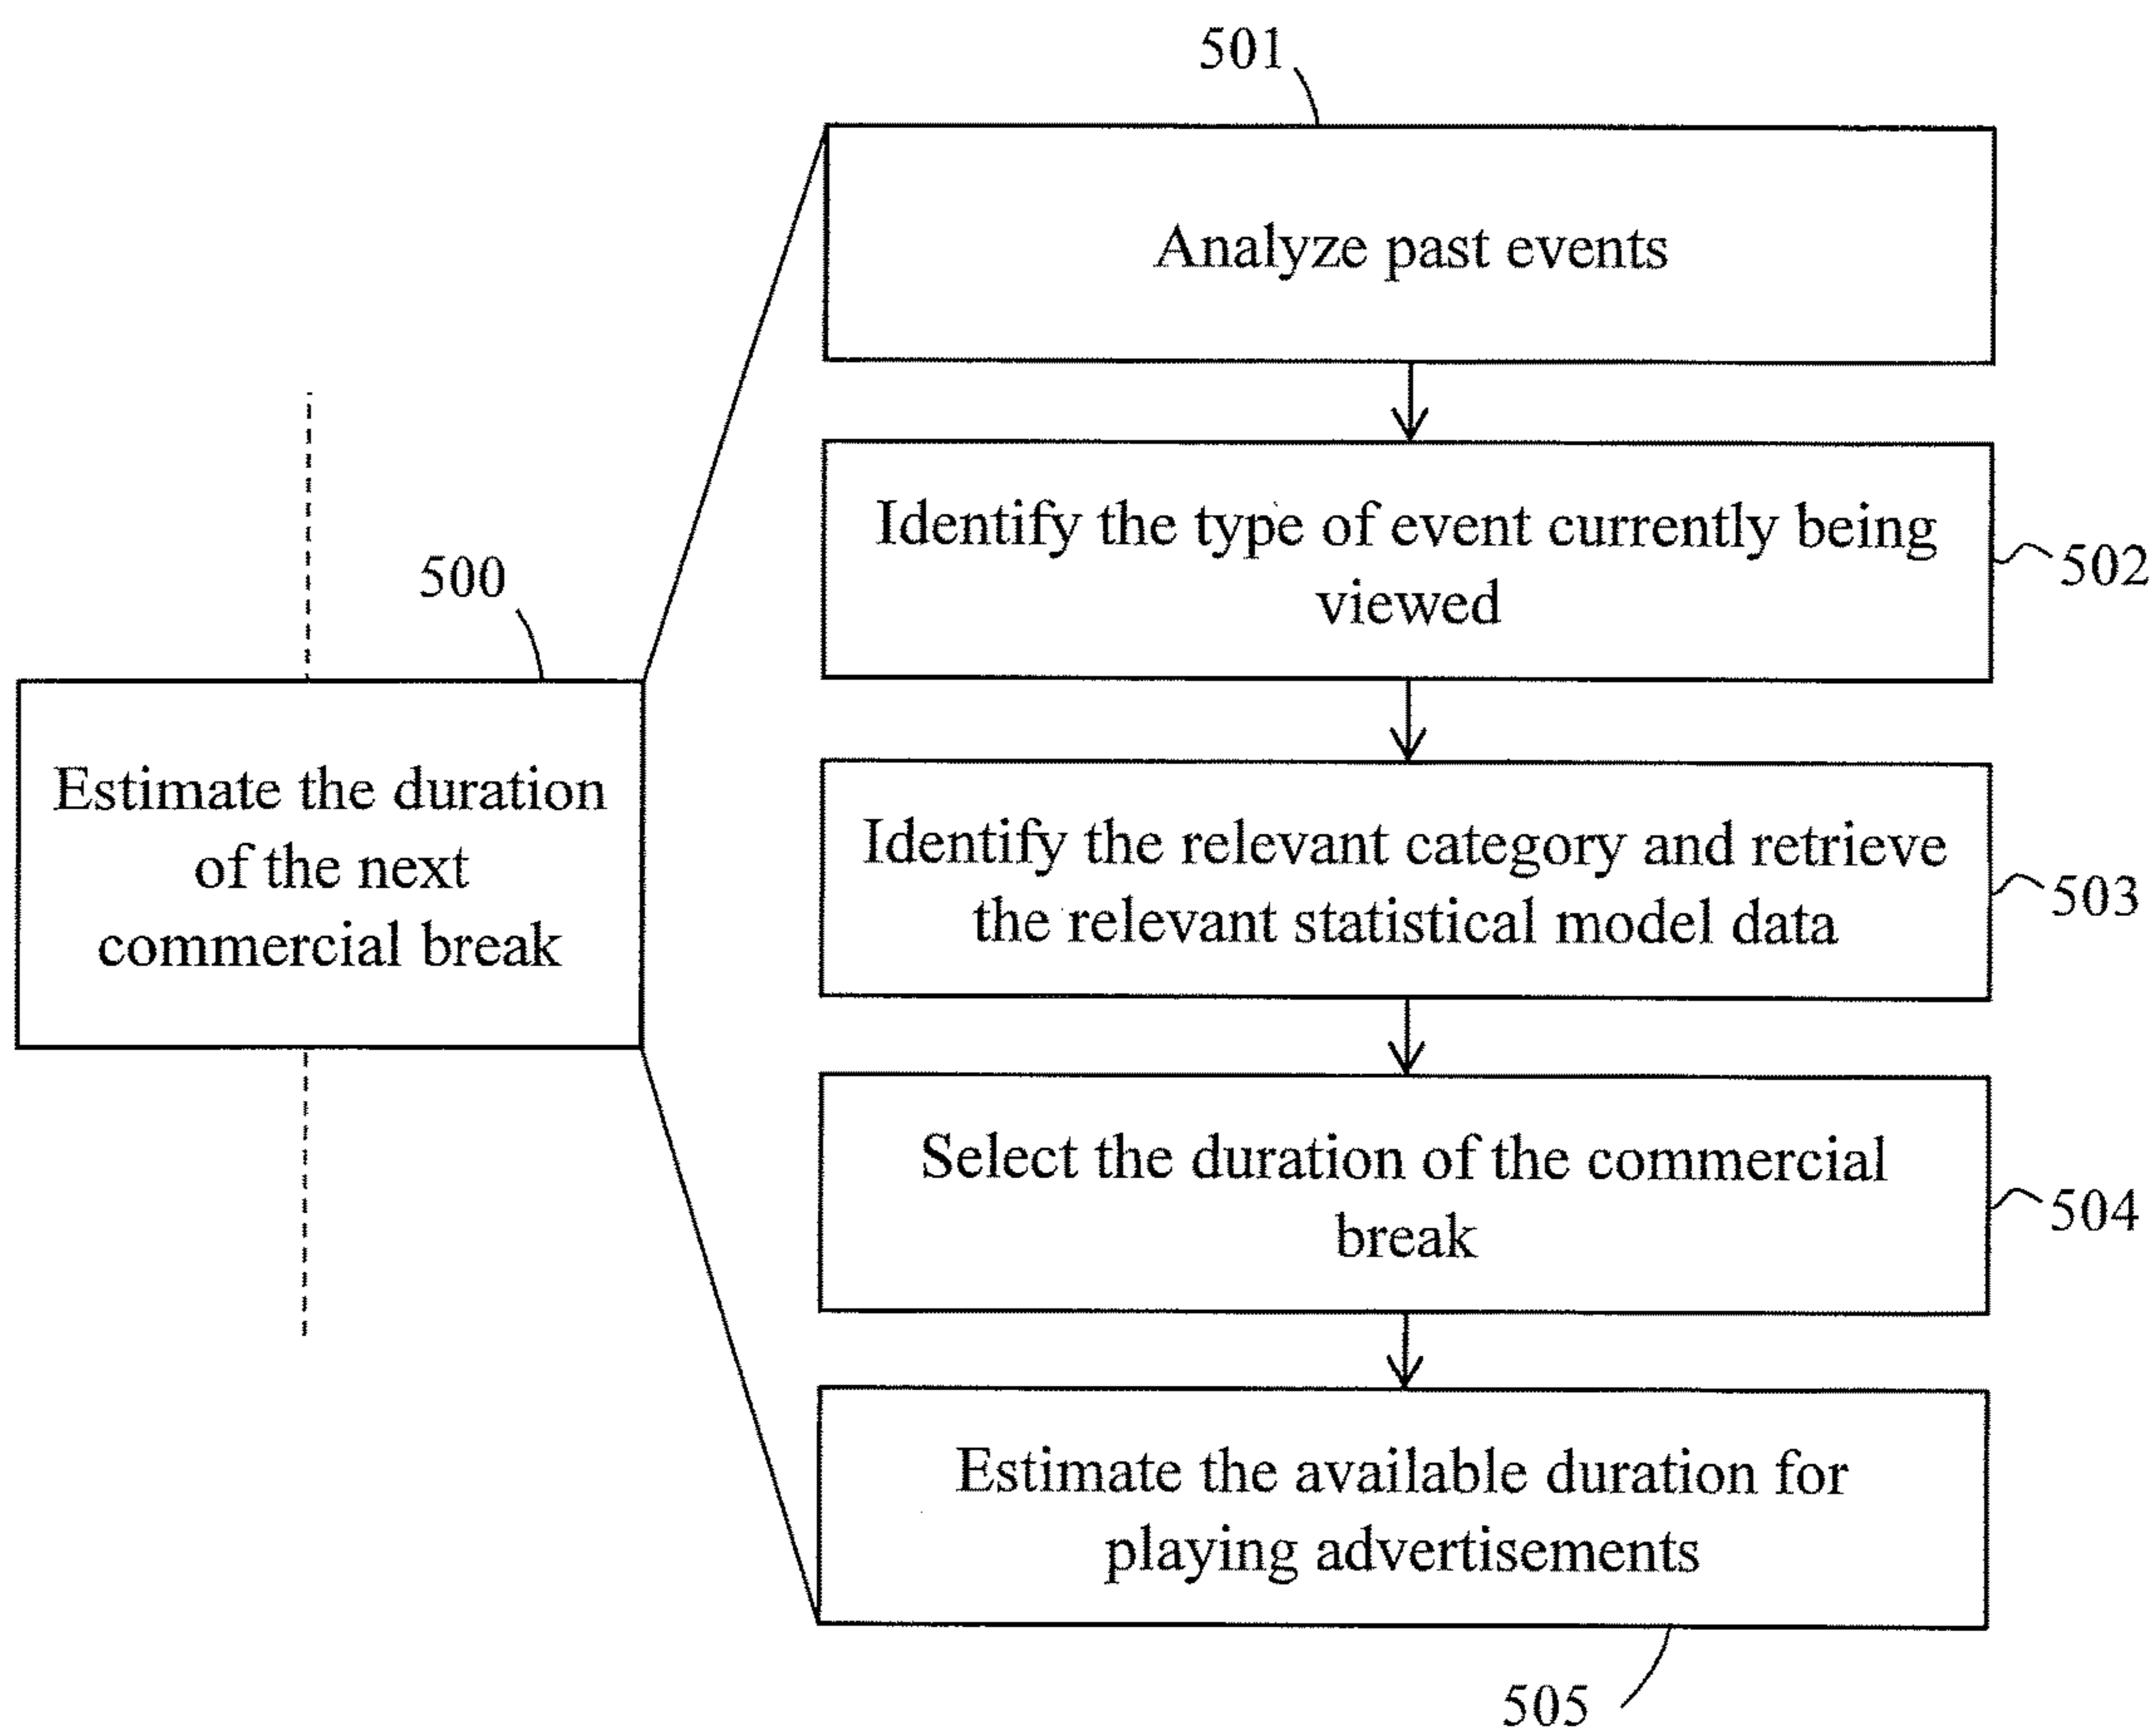 501
Analyze past events
Identify the type of event currently being
viewed
502
500
Estimate the duration
of the next
commercial break
Identify the relevant category and retrieve
the relevant statistical model data
503
Select the duration of the commercial
break
504
Estimate the available duration for
playing advertisements
505